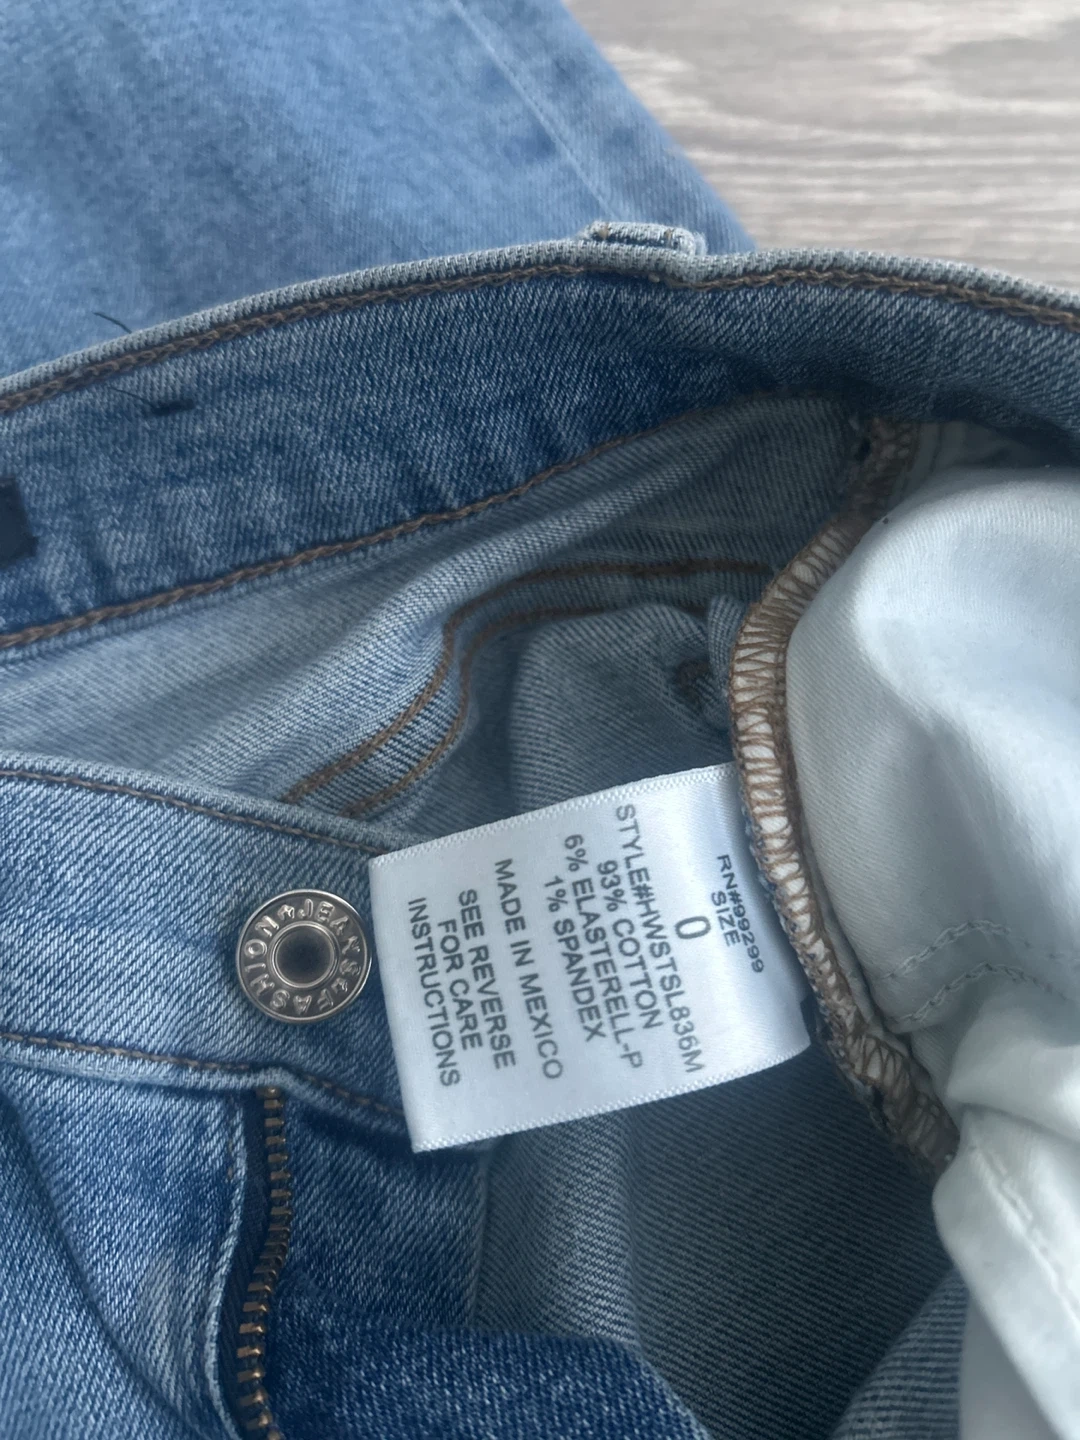 RN#99299
SIZE
0
STYLE#HWSTSL836M
93% COTTON
6% ELASTERELL-P
1% SPANDEX
MADE IN MEXICO
SEE REVERSE
FOR CARE
INSTRUCTIONS
JEANS & FASHION